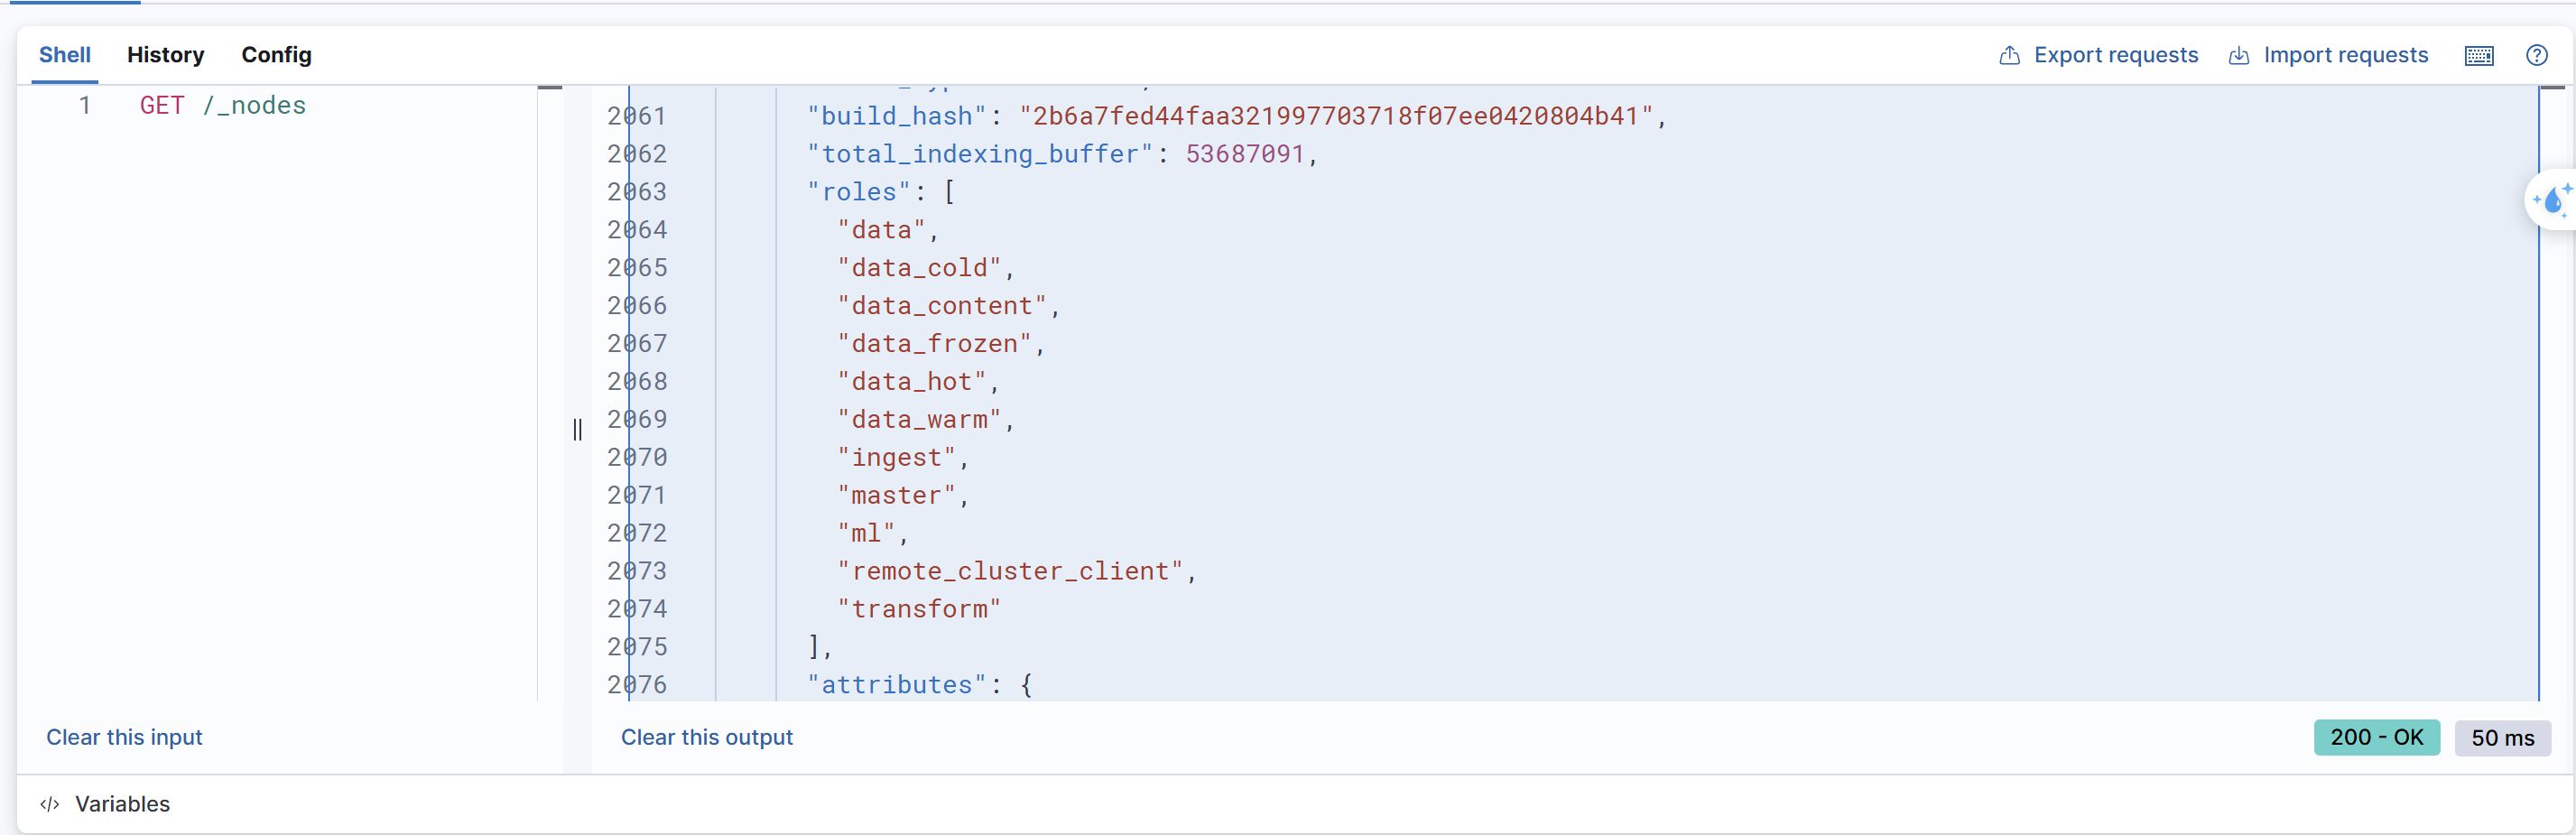 Shell History Config Export requests Import requests
1 GET /_nodes
2061 "build_hash": "2b6a7fed44faa321997703718f07ee0420804b41",
2062 "total_indexing_buffer": 53687091,
2063 "roles": [
2064 "data",
2065 "data_cold",
2066 "data_content",
2067 "data_frozen",
2068 "data_hot",
2069 "data_warm",
2070 "ingest",
2071 "master",
2072 "ml",
2073 "remote_cluster_client",
2074 "transform"
2075 ],
2076 "attributes": {
Clear this input Clear this output 200 - OK 50 ms
Variables